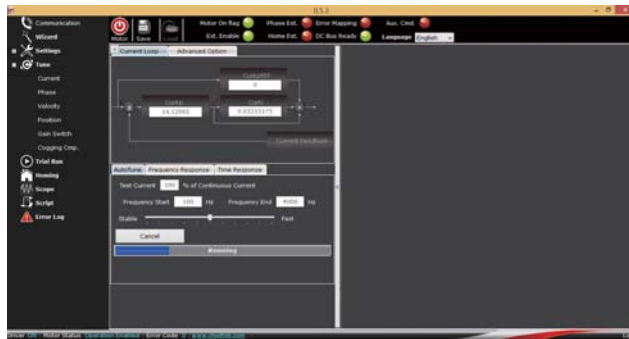 0.5.3
Communication
Wizard
Settings
Tune
Current
Phase
Velocity
Position
Gain Switch
Cogging Cmp.
Trial Run
Homing
Scope
Script
Error Log
Motor
Save
Load
Motor On flag
Phase Est.
Error Mapping
Aux. Cmd.
Ext. Enable
Home Est.
DC Bus Ready
Language
English
Current Loop
Advanced Option
CurKp
14.12961
CurKi
0
Current Feedback
Autotune
Frequency Response
Time Response
Test Current 100 % of Continuous Current
Frequency Start 100 Hz Frequency End 4000 Hz
Stable
Fast
Cancel
Running
Driver ON
Motor Status
Operation Enabled
Error Code 0